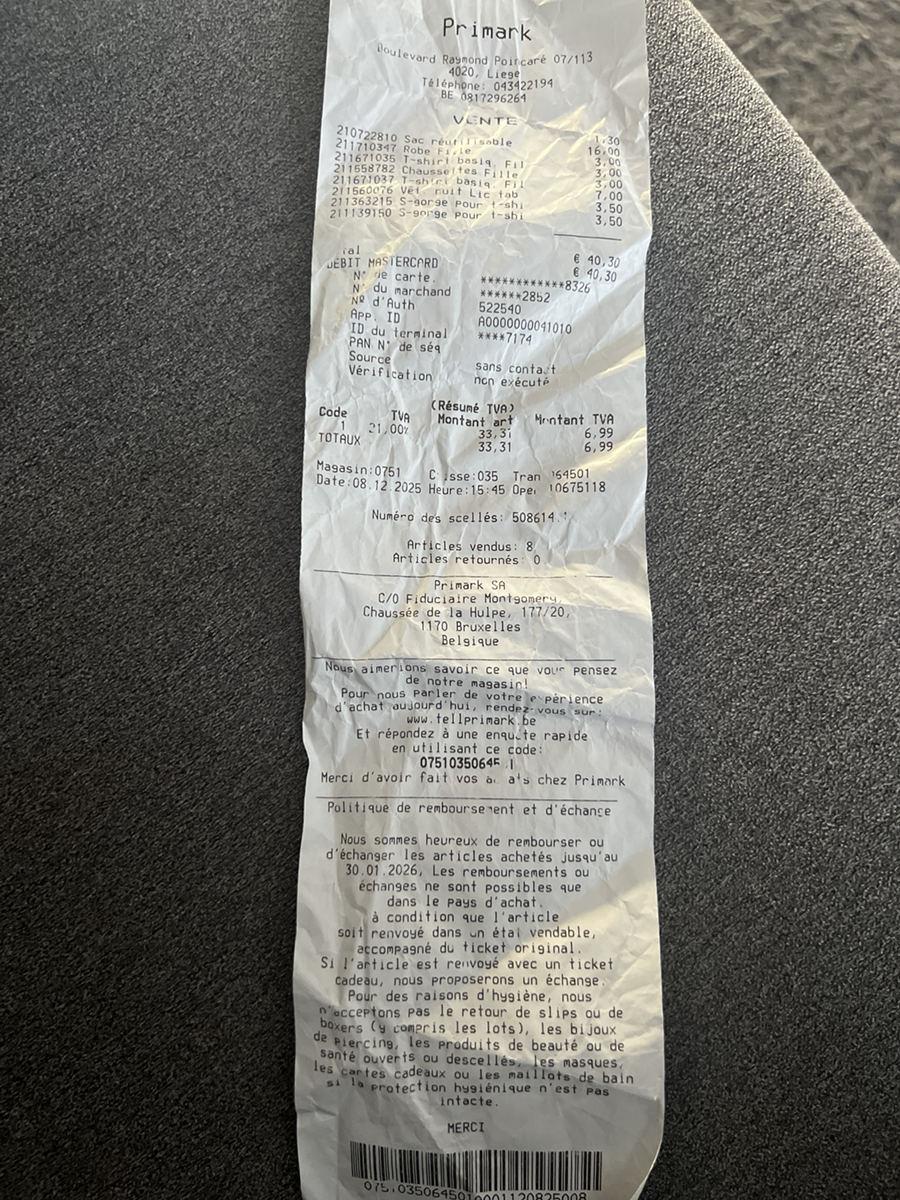 Primark
Boulevard Raymond Poincaré 07/113
4020, Liege
Téléphone: 043422194
BE 0817296264
VENTE
210722810 Sac réutilisable 1,30
211710347 Robe Fille 16,00
211671035 T-shirt basiq. Fil 3,00
211658782 Chaussettes Fille 3,00
211671037 T-shirt basiq. Fil 3,00
211560076 Vêt. nuit Lic tab 7,00
211363215 S-gorge pour t-shi 3,50
211139150 S-gorge pour t-shi 3,50
€ 40,30
DEBIT MASTERCARD € 40,30
N° de carte ************8326
N° du marchand ******2852
Nº d'Auth 522540
App. ID A0000000041010
ID du terminal ****7174
PAN N° de séq
Source sans contact
Vérification non exécuté
(Résumé TVA)
Code TVA Montant art Montant TVA
1 21,00% 33,31 6,99
TOTAUX 33,31 6,99
Magasin:0751 Caisse:035 Tran
Date:08.12.2025 Heure:15:45 Oper
Numéro des scellés:
Articles vendus: 8
Articles retournés: 0
Primark SA
C/O Fiduciaire Montgomery,
Chaussée de la Hulpe, 177/20,
1170 Bruxelles
Belgique
Nous aimerions savoir ce que vous pensez
de notre magasin!
Pour nous parler de votre expérience
d'achat aujourd'hui, rendez-vous sur:
www.tellprimark.be
Et répondez à une enquête rapide
en utilisant ce code:
Merci d'avoir fait vos achats chez Primark
Politique de remboursement et d'échange
Nous sommes heureux de rembourser ou
d'échanger les articles achetés jusqu'au
30.01.2026, Les remboursements ou
échanges ne sont possibles que
dans le pays d'achat.
à condition que l'article
soit renvoyé dans un état vendable,
accompagné du ticket original.
Si l'article est renvoyé avec un ticket
cadeau, nous proposerons un échange.
Pour des raisons d'hygiène, nous
n'acceptons pas le retour de slips ou de
boxers (y compris les lots), les bijoux
de piercing, les produits de beauté ou de
santé ouverts ou descellés, les masques,
les cartes cadeaux ou les maillots de bain
si la protection hygiénique n'est pas
intacte.
MERCI